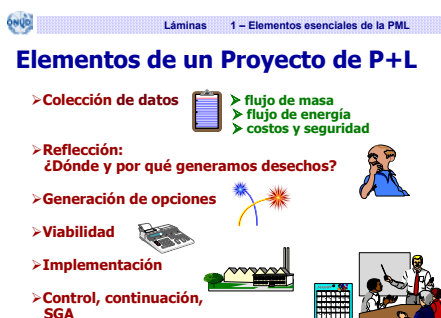 ONUDI
Láminas 1 – Elementos esenciales de la PML
Elementos de un Proyecto de P+L
➢Colección de datos
➢ flujo de masa
➢ flujo de energía
➢ costos y seguridad
➢Reflección:
¿Dónde y por qué generamos desechos?
➢Generación de opciones
➢Viabilidad
➢Implementación
➢Control, continuación,
SGA